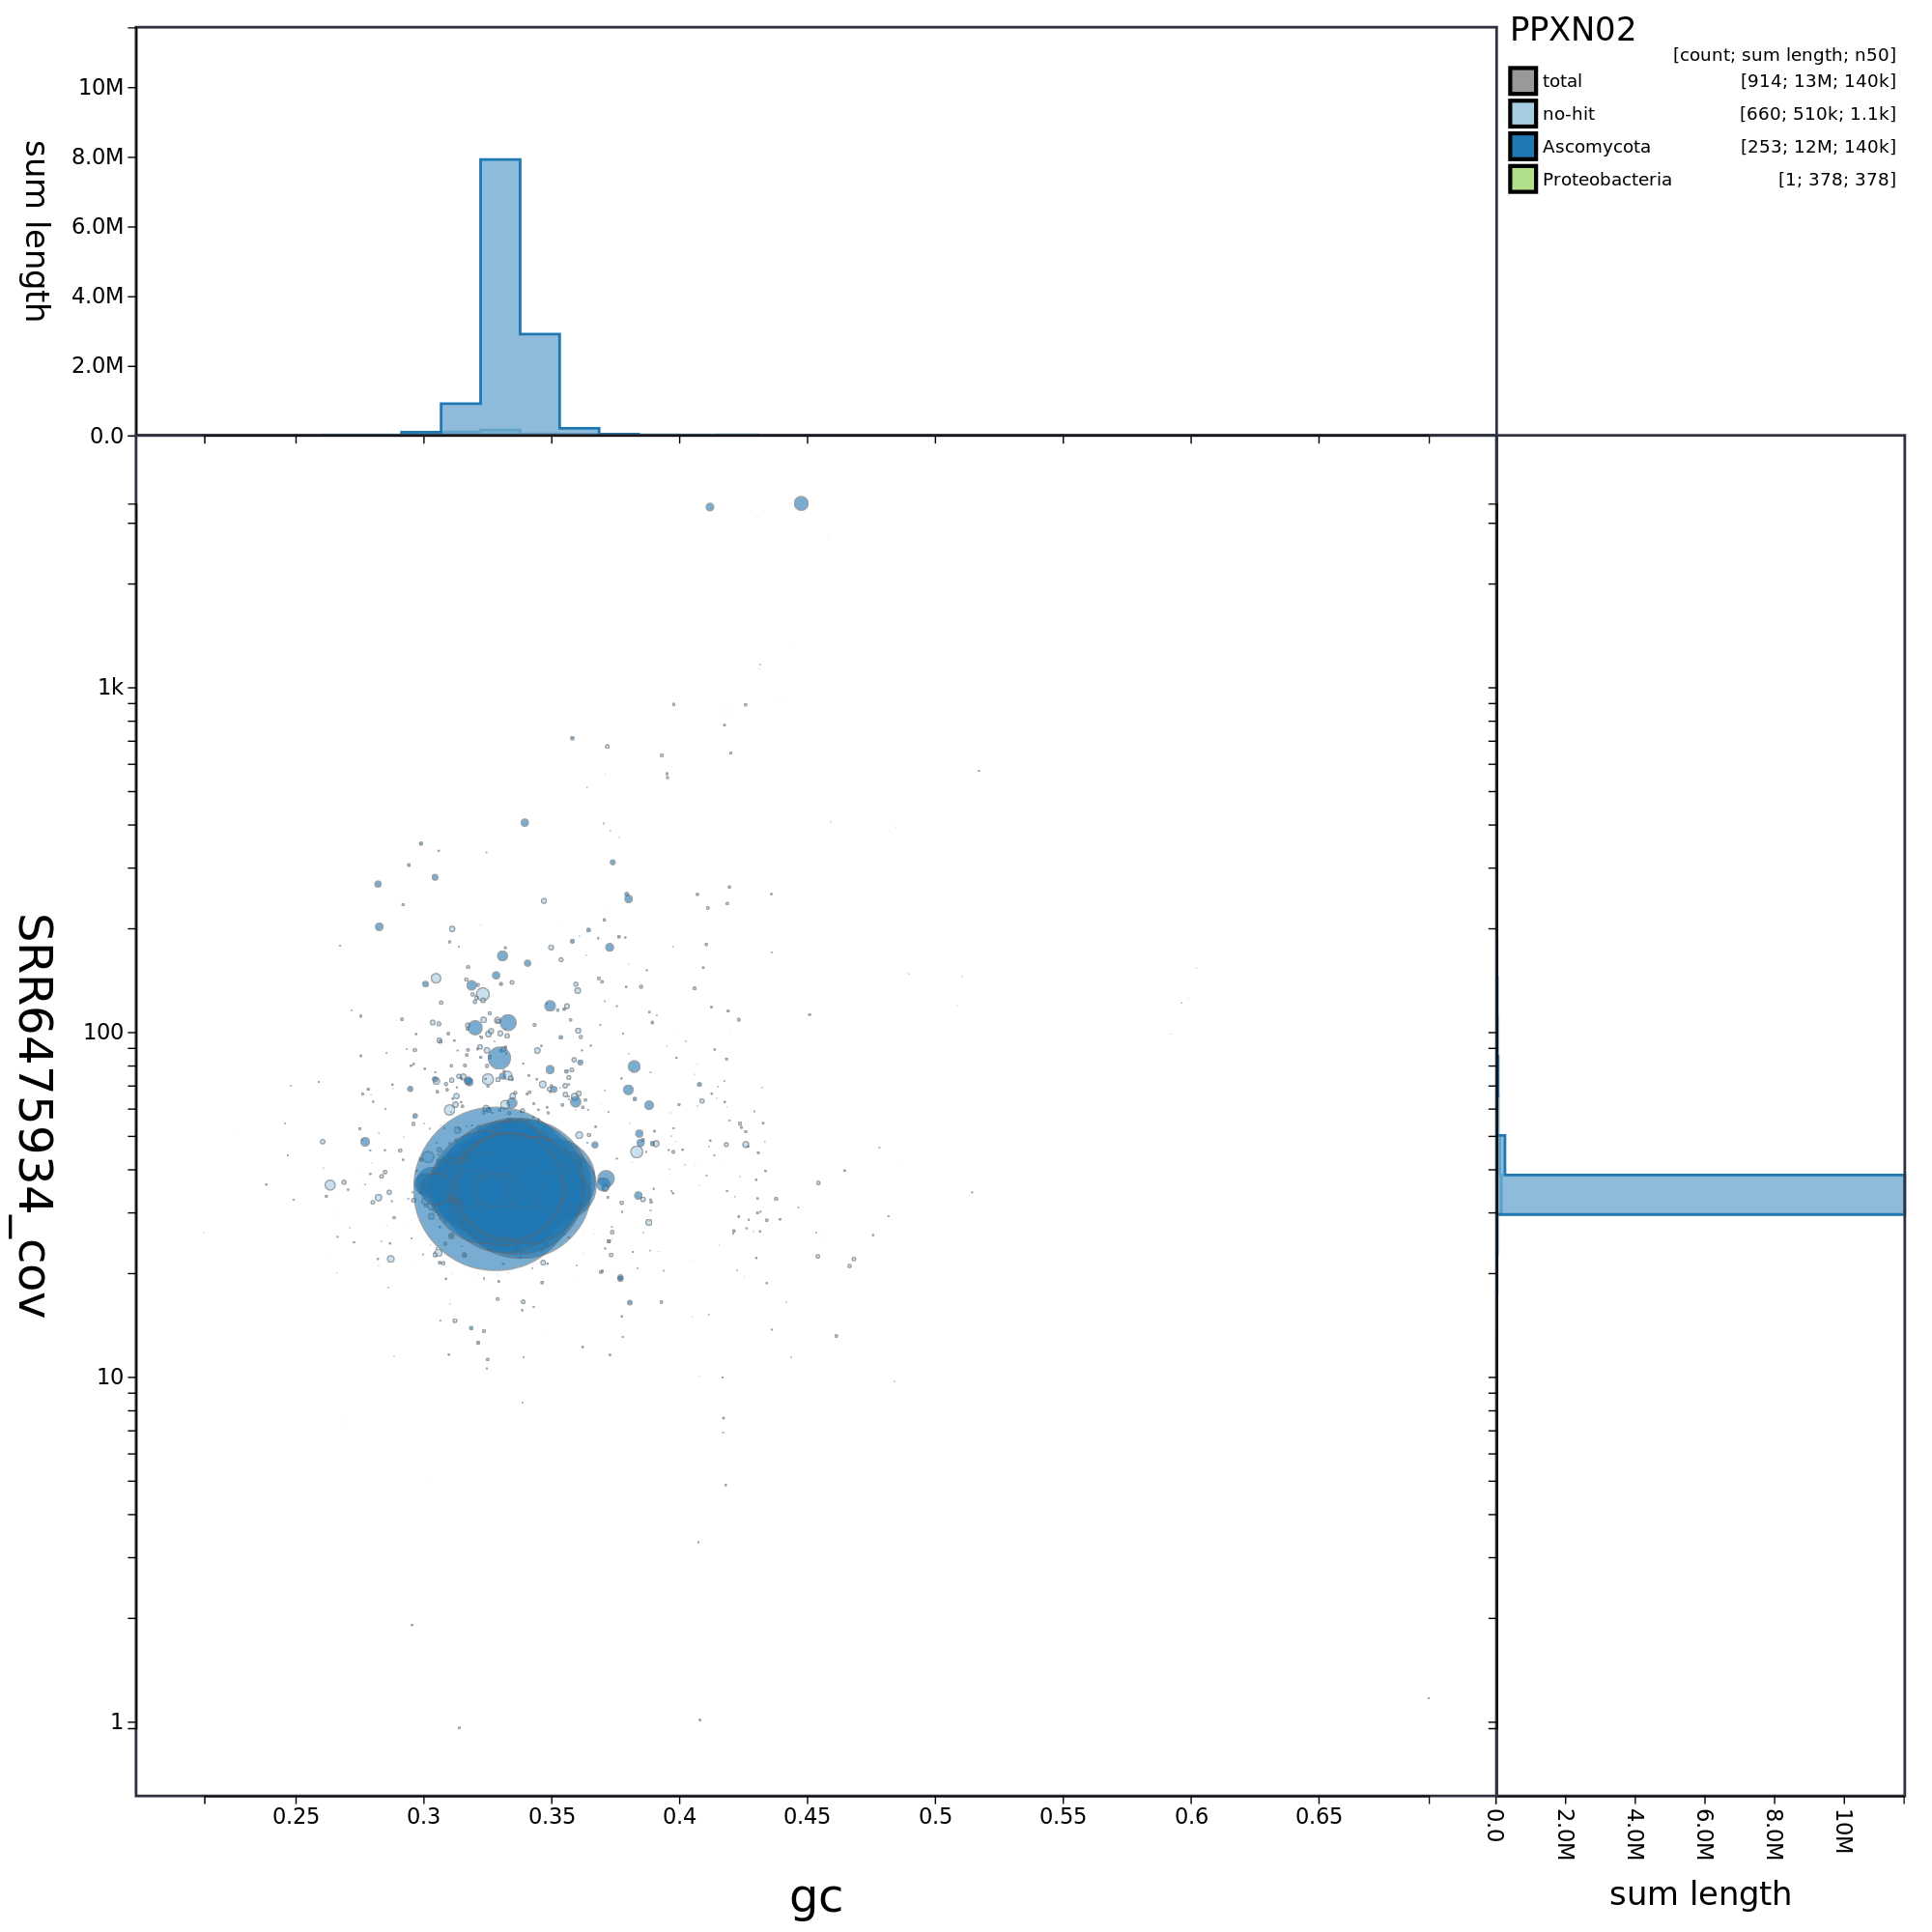 PPXN02
[count; sum length; n50]
total [914; 13M; 140k]
no-hit [660; 510k; 1.1k]
Ascomycota [253; 12M; 140k]
Proteobacteria [1; 378; 378]
sum length
10M
8.0M
6.0M
4.0M
2.0M
0.0
SRR6475934_cov
1k
100
10
1
0.25 0.3 0.35 0.4 0.45 0.5 0.55 0.6 0.65
gc
0.0 2.0M 4.0M 6.0M 8.0M 10M
sum length